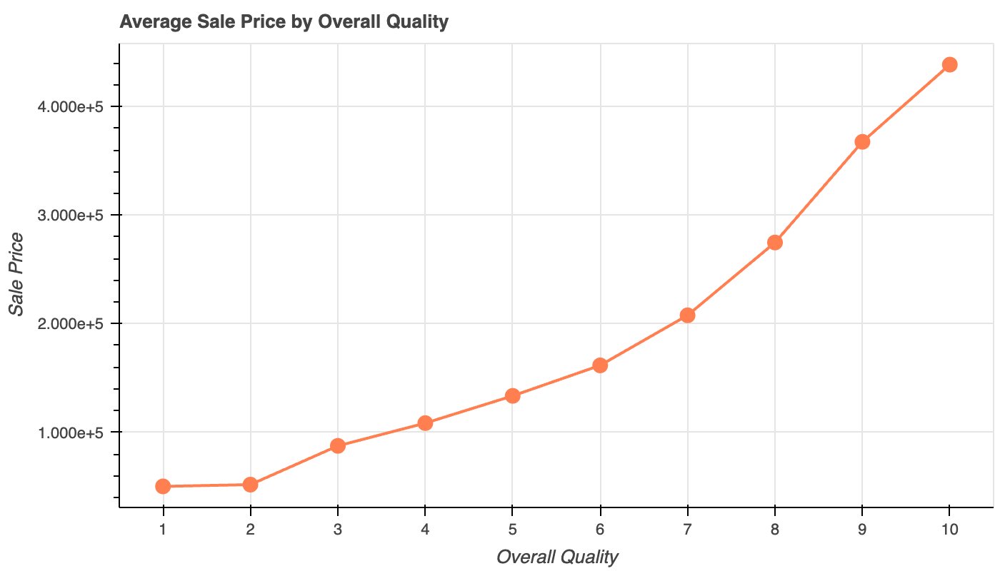 Average Sale Price by Overall Quality
4.000e+5
3.000e+5
2.000e+5
1.000e+5
Sale Price
1 2 3 4 5 6 7 8 9 10
Overall Quality